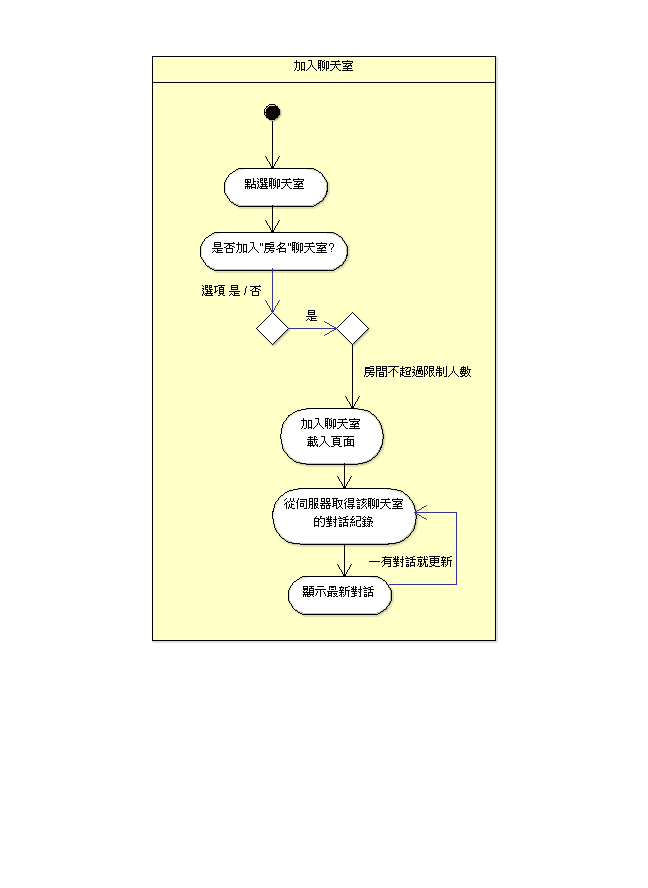 加入聊天室
點選聊天室
是否加入"房名"聊天室?
選項 是 / 否
是
房間不超過限制人數
加入聊天室
載入頁面
從伺服器取得該聊天室
的對話紀錄
一有對話就更新
顯示最新對話